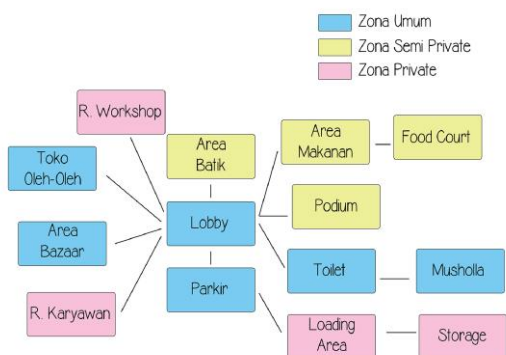 Zona Umum
Zona Semi Private
Zona Private
R. Workshop
Area
Batik
Area
Makanan
Food Court
Toko
Oleh-Oleh
Lobby
Podium
Area
Bazaar
Parkir
Toilet
Musholla
R. Karyawan
Loading
Area
Storage